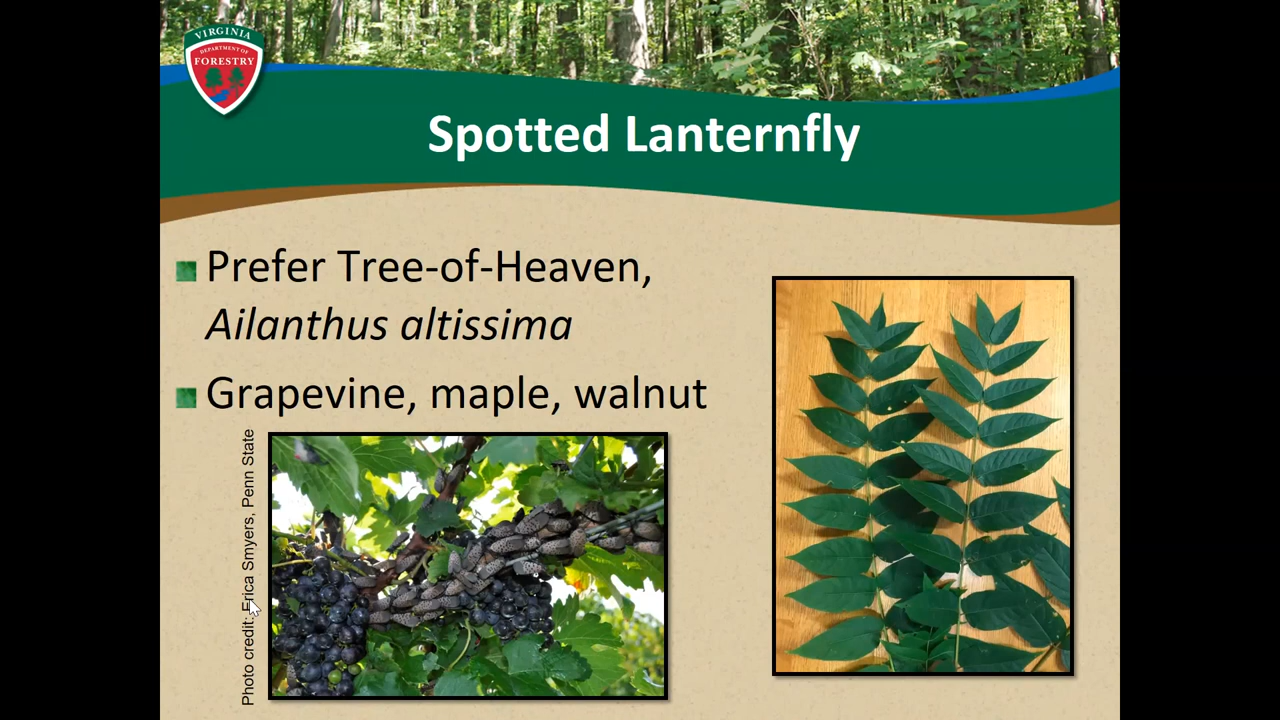 VIRGINIA
DEPARTMENT OF
FORESTRY
Spotted Lanternfly
Prefer Tree-of-Heaven,
Ailanthus altissima
Grapevine, maple, walnut
Photo credit: Erica Smyers, Penn State